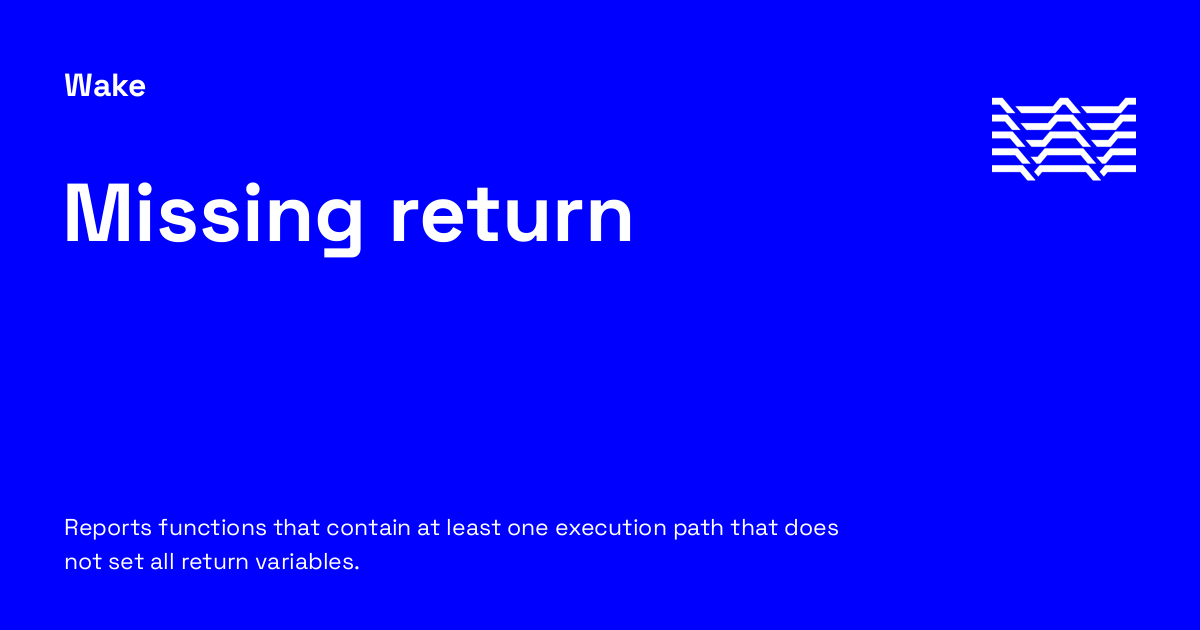 Wake
Missing return
Reports functions that contain at least one execution path that does
not set all return variables.